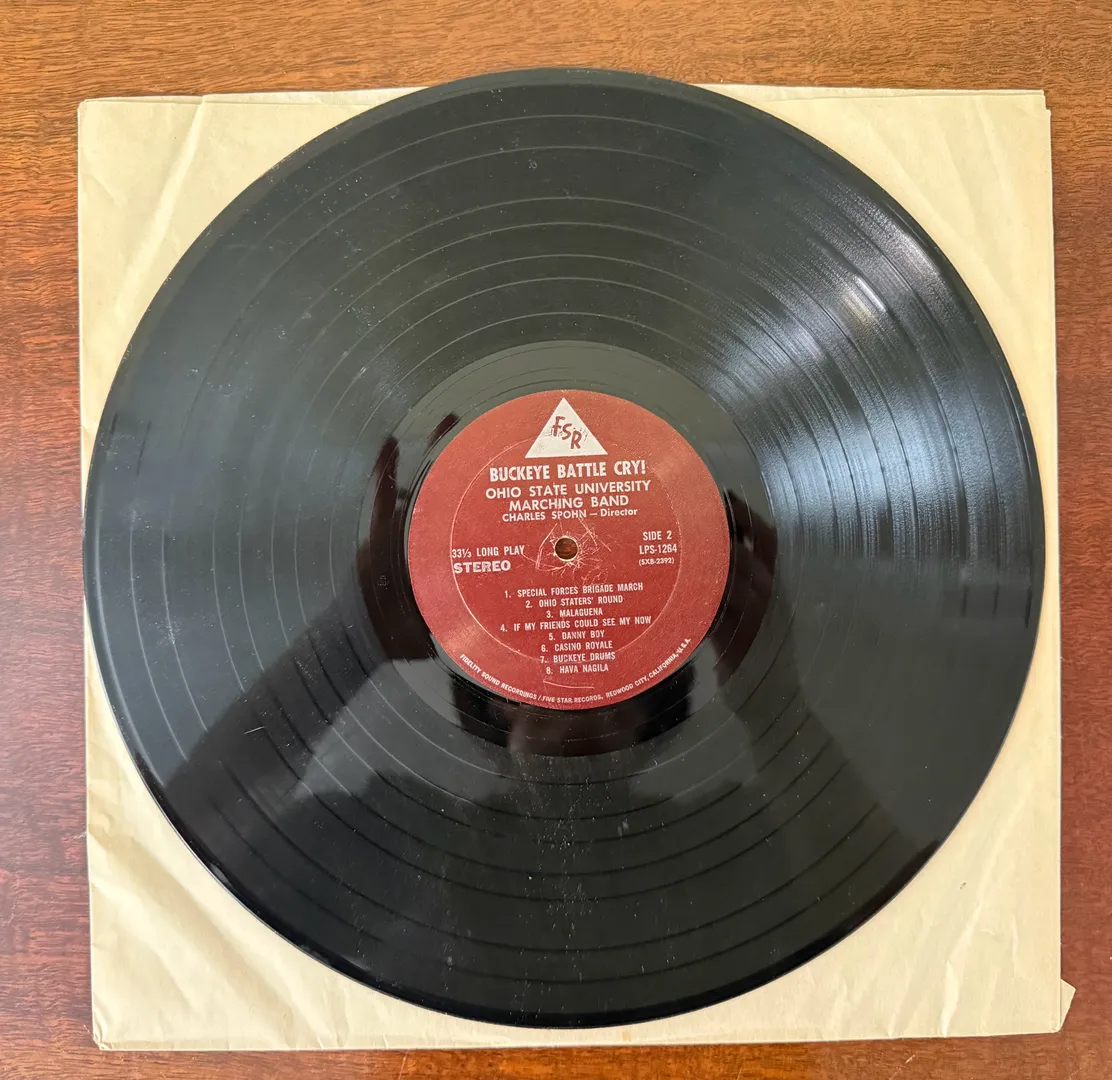 FSR
BUCKEYE BATTLE CRY!
OHIO STATE UNIVERSITY
MARCHING BAND
CHARLES SPOHN — Director
33⅓ LONG PLAY
STEREO
SIDE 2
LPS-1264
(SXB-2392)
1. SPECIAL FORCES BRIGADE MARCH
2. OHIO STATERS' ROUND
3. MALAGUENA
4. IF MY FRIENDS COULD SEE MY NOW
5. DANNY BOY
6. CASINO ROYALE
7. BUCKEYE DRUMS
8. HAVA NAGILA
FIDELITY SOUND RECORDINGS / FIVE STAR RECORDS, REDWOOD CITY, CALIFORNIA, U.S.A.